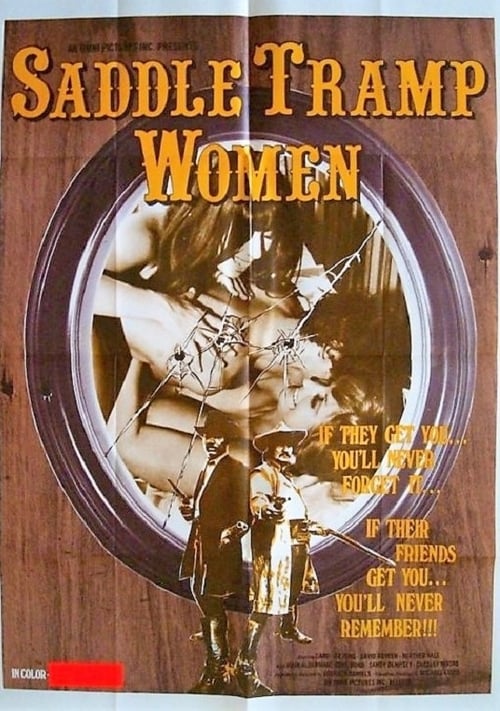 AN OMNI PICTURES INC. PRESENTS
SADDLE TRAMP
WOMEN
IF THEY GET YOU...
YOU'LL NEVER
FORGET IT...
IF THEIR
FRIENDS
GET YOU...
YOU'LL NEVER
REMEMBER!!!
IN COLOR